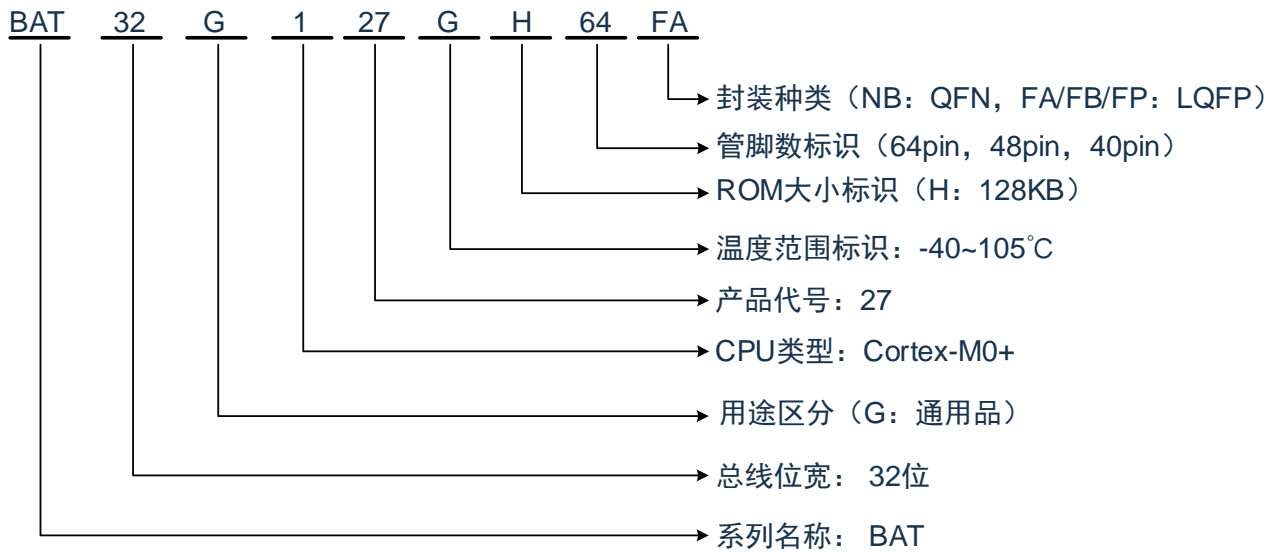 BAT 32 G 1 27 G H 64 FA
封装种类（NB：QFN，FA/FB/FP：LQFP）
管脚数标识（64pin，48pin，40pin）
ROM大小标识（H：128KB）
温度范围标识：-40~105℃
产品代号：27
CPU类型：Cortex-M0+
用途区分（G：通用品）
总线位宽： 32位
系列名称： BAT